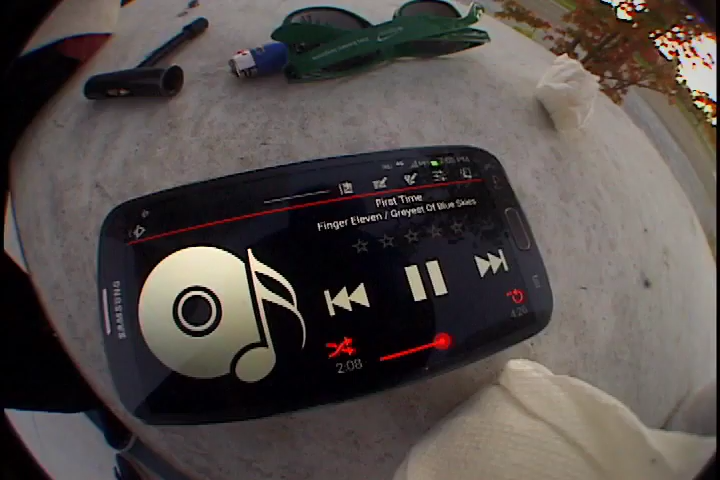 First Time
Finger Eleven / Greyest Of Blue Skies
2:08
4:26
SAMSUNG